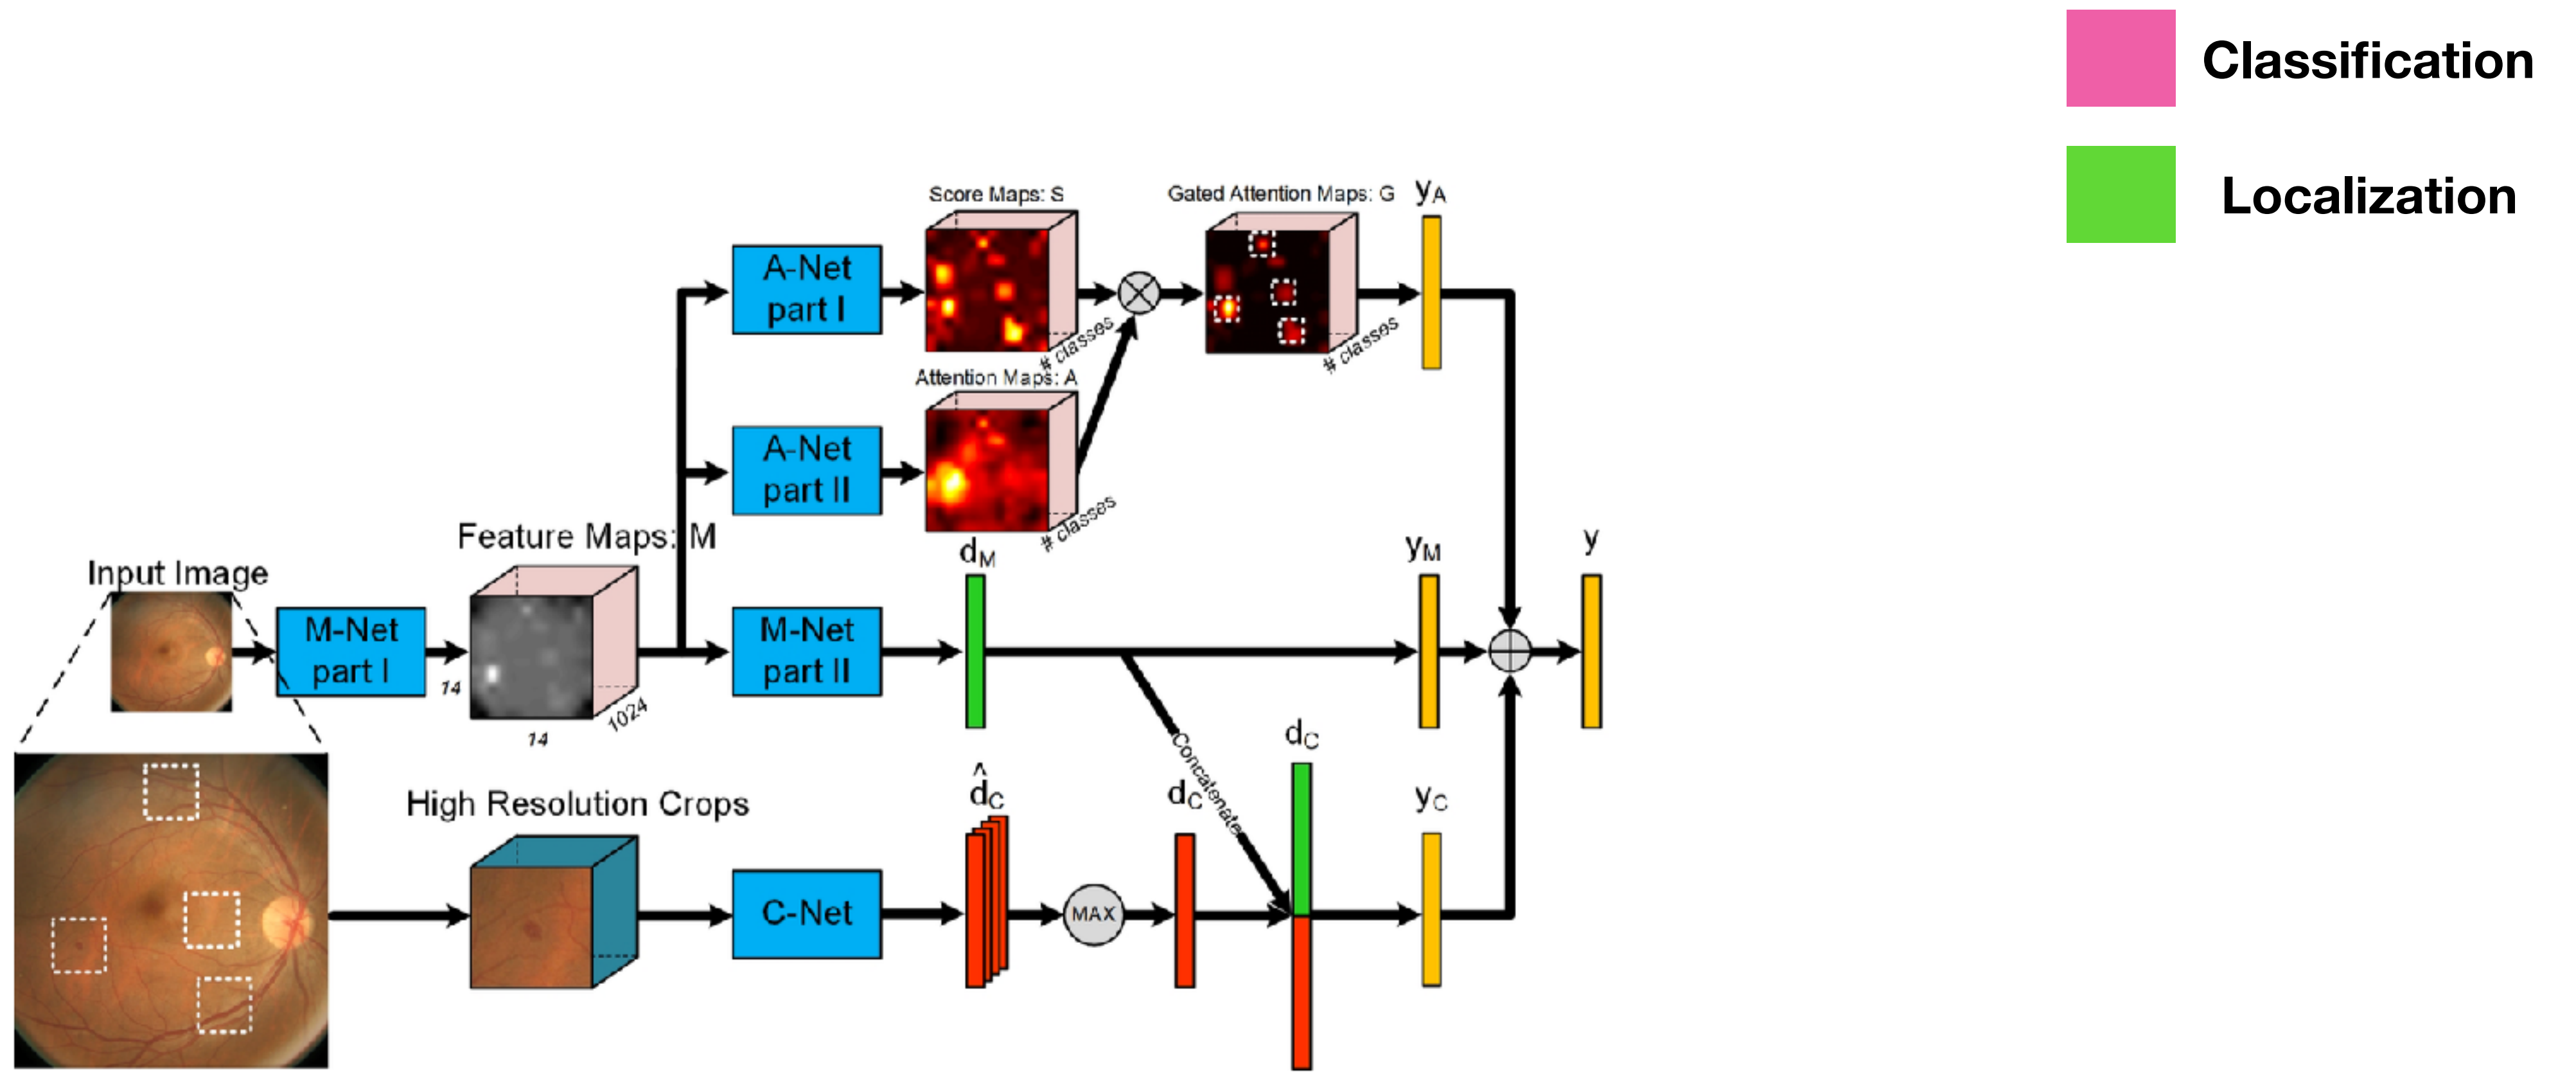 Classification
Localization
Score Maps: S
Gated Attention Maps: G
yA
A-Net
part I
# classes
# classes
Attention Maps: A
A-Net
part II
# classes
Feature Maps: M
dM
yM
y
Input Image
M-Net
part I
14
14
1024
M-Net
part II
Concatenate
dC
High Resolution Crops
d̂C
dC
yC
C-Net
MAX